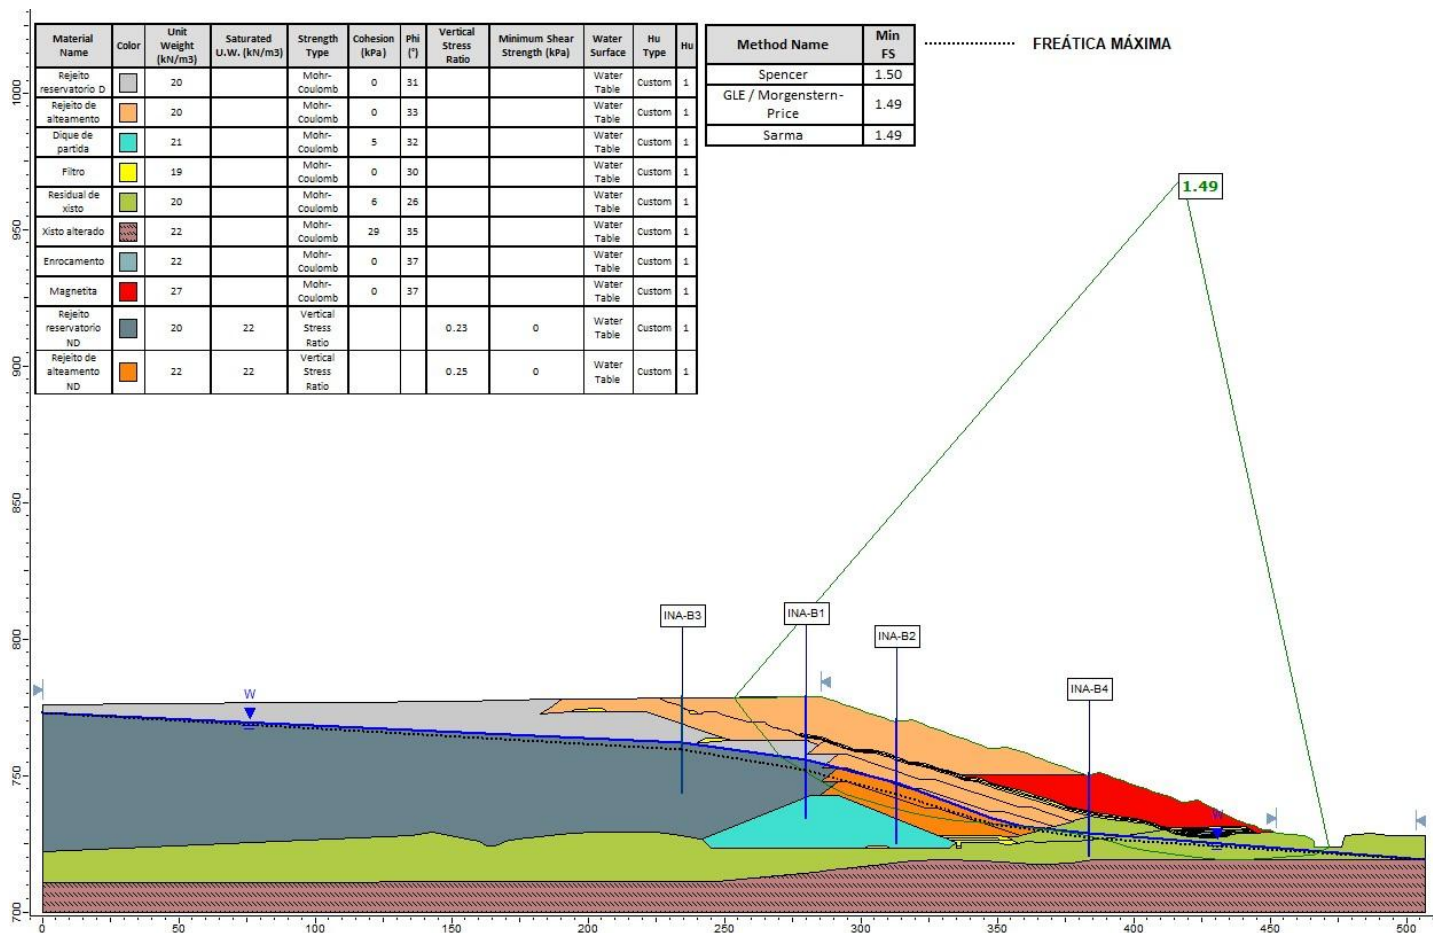 Material Name Color Unit Weight (kN/m3) Saturated U.W. (kN/m3) Strength Type Cohesion (kPa) Phi (°) Vertical Stress Ratio Minimum Shear Strength (kPa) Water Surface Hu Type Hu
Rejeito reservatorio D 20 Mohr-Coulomb 0 31 Water Table Custom 1
Rejeito de alteamento 20 Mohr-Coulomb 0 33 Water Table Custom 1
Dique de partida 21 Mohr-Coulomb 5 32 Water Table Custom 1
Filtro 19 Mohr-Coulomb 0 30 Water Table Custom 1
Residual de xisto 20 Mohr-Coulomb 6 26 Water Table Custom 1
Xisto alterado 22 Mohr-Coulomb 29 35 Water Table Custom 1
Enrocamento 22 Mohr-Coulomb 0 37 Water Table Custom 1
Magnetita 27 Mohr-Coulomb 0 37 Water Table Custom 1
Rejeito reservatorio ND 20 22 Vertical Stress Ratio 0.23 0 Water Table Custom 1
Rejeito de alteamento ND 22 22 Vertical Stress Ratio 0.25 0 Water Table Custom 1
Method Name Min FS
Spencer 1.50
GLE / Morgenstern-Price 1.49
Sarma 1.49
FREÁTICA MÁXIMA
1.49
INA-B3
INA-B1
INA-B2
INA-B4
W
W
1000
950
900
850
800
750
700
0 50 100 150 200 250 300 350 400 450 500